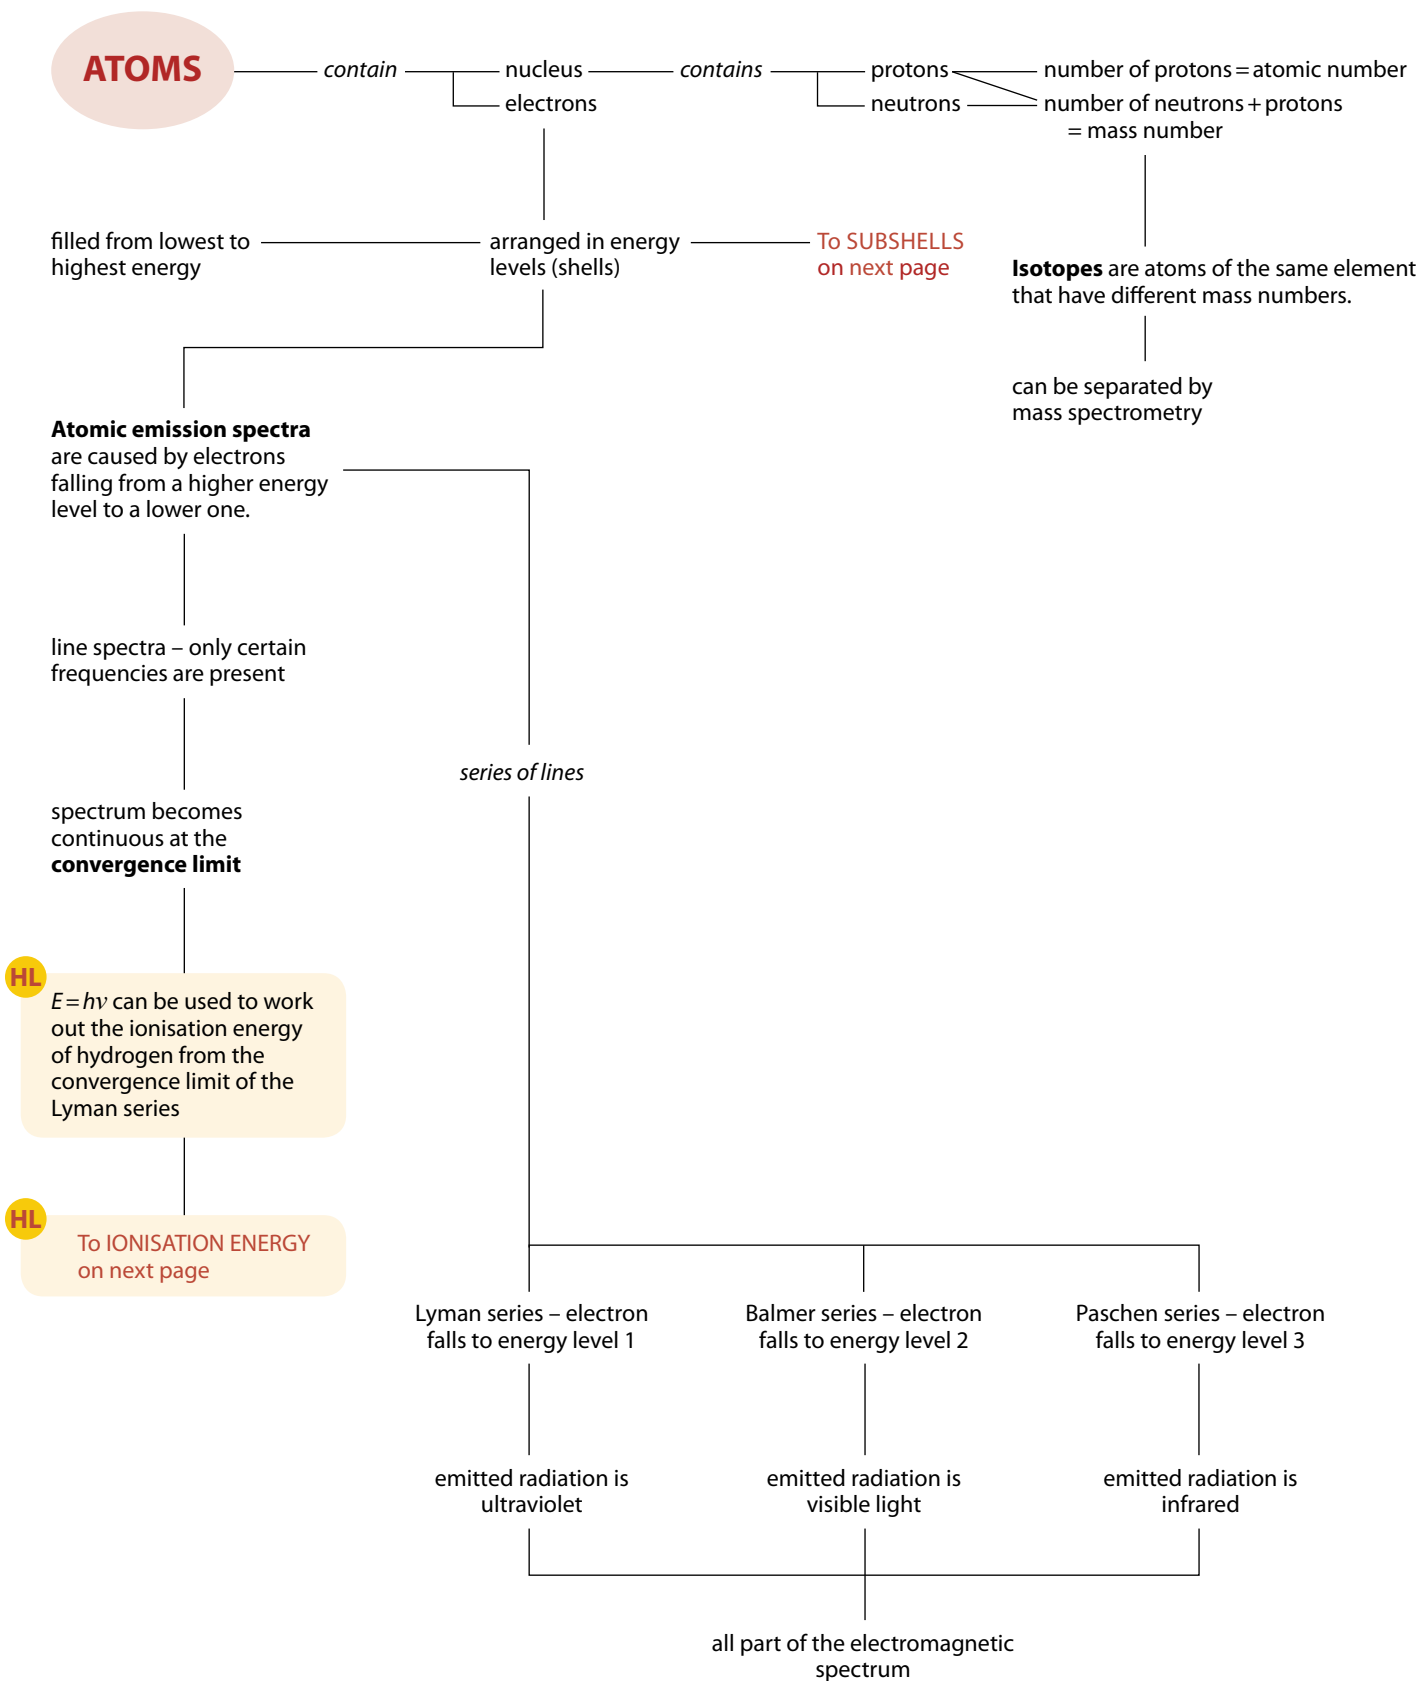 ATOMS
contain
nucleus
electrons
contains
protons
neutrons
number of protons = atomic number
number of neutrons + protons
= mass number
filled from lowest to
highest energy
arranged in energy
levels (shells)
To SUBSHELLS
on next page
Isotopes are atoms of the same element
that have different mass numbers.
can be separated by
mass spectrometry
Atomic emission spectra
are caused by electrons
falling from a higher energy
level to a lower one.
line spectra – only certain
frequencies are present
series of lines
spectrum becomes
continuous at the
convergence limit
HL
E = hν can be used to work
out the ionisation energy
of hydrogen from the
convergence limit of the
Lyman series
HL
To IONISATION ENERGY
on next page
Lyman series – electron
falls to energy level 1
Balmer series – electron
falls to energy level 2
Paschen series – electron
falls to energy level 3
emitted radiation is
ultraviolet
emitted radiation is
visible light
emitted radiation is
infrared
all part of the electromagnetic
spectrum